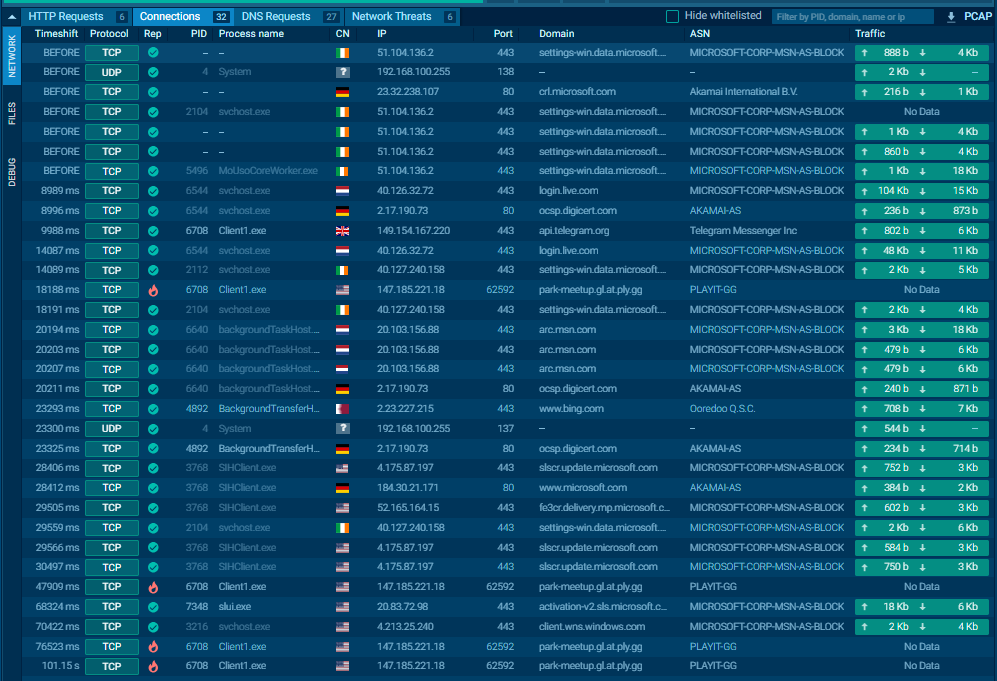 HTTP Requests 6 Connections 32 DNS Requests 27 Network Threats 6 Hide whitelisted Filter by PID, domain, name or ip PCAP
NETWORK
FILES
DEBUG
Timeshift Protocol Rep PID Process name CN IP Port Domain ASN Traffic
BEFORE TCP – – 51.104.136.2 443 settings-win.data.microsoft.... MICROSOFT-CORP-MSN-AS-BLOCK 888 b 4 Kb
BEFORE UDP 4 System ? 192.168.100.255 138 – – 2 Kb –
BEFORE TCP – – 23.32.238.107 80 crl.microsoft.com Akamai International B.V. 216 b 1 Kb
BEFORE TCP 2104 svchost.exe 51.104.136.2 443 settings-win.data.microsoft.... MICROSOFT-CORP-MSN-AS-BLOCK No Data
BEFORE TCP – – 51.104.136.2 443 settings-win.data.microsoft.... MICROSOFT-CORP-MSN-AS-BLOCK 1 Kb 4 Kb
BEFORE TCP – – 51.104.136.2 443 settings-win.data.microsoft.... MICROSOFT-CORP-MSN-AS-BLOCK 860 b 4 Kb
BEFORE TCP 5496 MoUsoCoreWorker.exe 51.104.136.2 443 settings-win.data.microsoft.... MICROSOFT-CORP-MSN-AS-BLOCK 1 Kb 18 Kb
8989 ms TCP 6544 svchost.exe 40.126.32.72 443 login.live.com MICROSOFT-CORP-MSN-AS-BLOCK 104 Kb 15 Kb
8996 ms TCP 6544 svchost.exe 2.17.190.73 80 ocsp.digicert.com AKAMAI-AS 236 b 873 b
9988 ms TCP 6708 Client1.exe 149.154.167.220 443 api.telegram.org Telegram Messenger Inc 802 b 6 Kb
14087 ms TCP 6544 svchost.exe 40.126.32.72 443 login.live.com MICROSOFT-CORP-MSN-AS-BLOCK 48 Kb 11 Kb
14089 ms TCP 2112 svchost.exe 40.127.240.158 443 settings-win.data.microsoft.... MICROSOFT-CORP-MSN-AS-BLOCK 2 Kb 5 Kb
18188 ms TCP 6708 Client1.exe 147.185.221.18 62592 park-meetup.gl.at.ply.gg PLAYIT-GG No Data
18191 ms TCP 2104 svchost.exe 40.127.240.158 443 settings-win.data.microsoft.... MICROSOFT-CORP-MSN-AS-BLOCK 2 Kb 4 Kb
20194 ms TCP 6640 backgroundTaskHost.... 20.103.156.88 443 arc.msn.com MICROSOFT-CORP-MSN-AS-BLOCK 3 Kb 18 Kb
20203 ms TCP 6640 backgroundTaskHost.... 20.103.156.88 443 arc.msn.com MICROSOFT-CORP-MSN-AS-BLOCK 479 b 6 Kb
20207 ms TCP 6640 backgroundTaskHost.... 20.103.156.88 443 arc.msn.com MICROSOFT-CORP-MSN-AS-BLOCK 479 b 6 Kb
20211 ms TCP 6640 backgroundTaskHost.... 2.17.190.73 80 ocsp.digicert.com AKAMAI-AS 240 b 871 b
23293 ms TCP 4892 BackgroundTransferH... 2.23.227.215 443 www.bing.com Ooredoo Q.S.C. 708 b 7 Kb
23300 ms UDP 4 System ? 192.168.100.255 137 – – 544 b –
23325 ms TCP 4892 BackgroundTransferH... 2.17.190.73 80 ocsp.digicert.com AKAMAI-AS 234 b 714 b
28406 ms TCP 3768 SIHClient.exe 4.175.87.197 443 slscr.update.microsoft.com MICROSOFT-CORP-MSN-AS-BLOCK 752 b 3 Kb
28412 ms TCP 3768 SIHClient.exe 184.30.21.171 80 www.microsoft.com AKAMAI-AS 384 b 2 Kb
29505 ms TCP 3768 SIHClient.exe 52.165.164.15 443 fe3cr.delivery.mp.microsoft.c... MICROSOFT-CORP-MSN-AS-BLOCK 602 b 3 Kb
29559 ms TCP 2104 svchost.exe 40.127.240.158 443 settings-win.data.microsoft.... MICROSOFT-CORP-MSN-AS-BLOCK 2 Kb 6 Kb
29566 ms TCP 3768 SIHClient.exe 4.175.87.197 443 slscr.update.microsoft.com MICROSOFT-CORP-MSN-AS-BLOCK 584 b 3 Kb
30497 ms TCP 3768 SIHClient.exe 4.175.87.197 443 slscr.update.microsoft.com MICROSOFT-CORP-MSN-AS-BLOCK 750 b 3 Kb
47909 ms TCP 6708 Client1.exe 147.185.221.18 62592 park-meetup.gl.at.ply.gg PLAYIT-GG No Data
68324 ms TCP 7348 slui.exe 20.83.72.98 443 activation-v2.sls.microsoft.c... MICROSOFT-CORP-MSN-AS-BLOCK 18 Kb 6 Kb
70422 ms TCP 3216 svchost.exe 4.213.25.240 443 client.wns.windows.com MICROSOFT-CORP-MSN-AS-BLOCK 2 Kb 4 Kb
76523 ms TCP 6708 Client1.exe 147.185.221.18 62592 park-meetup.gl.at.ply.gg PLAYIT-GG No Data
101.15 s TCP 6708 Client1.exe 147.185.221.18 62592 park-meetup.gl.at.ply.gg PLAYIT-GG No Data